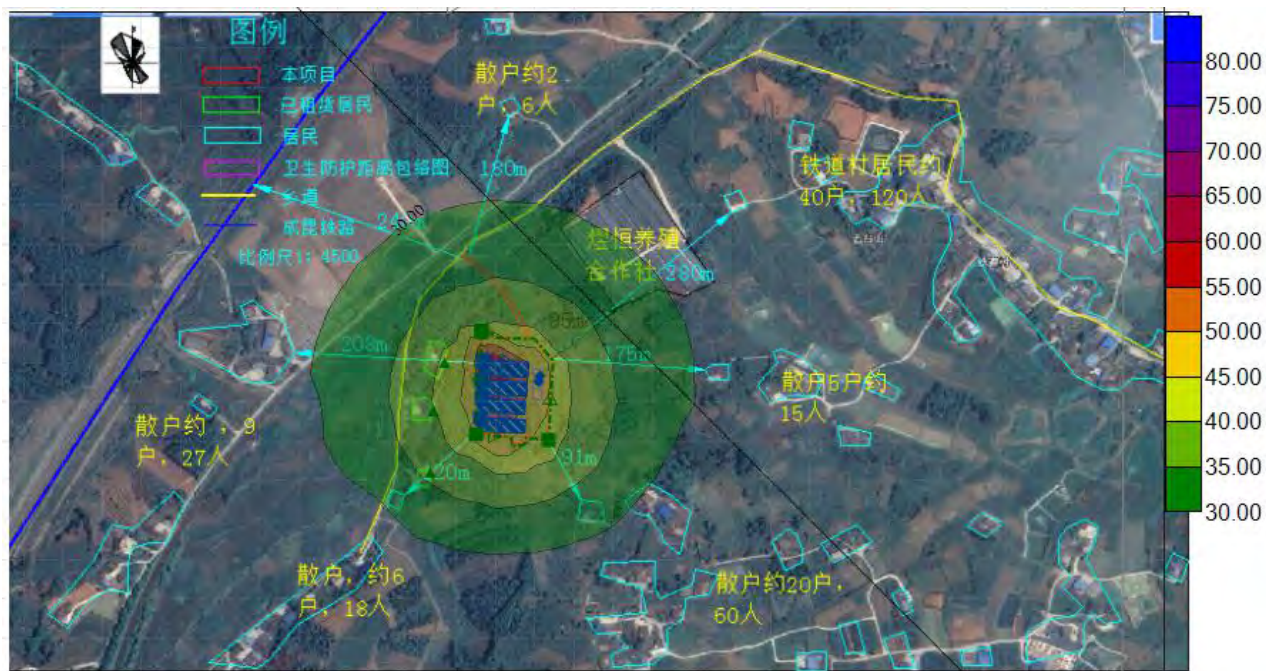 图例
本项目
已租赁居民
居民
卫生防护距离包络图
乡道
成昆铁路
比例尺1：4500
散户约2
户，6人
180m
30.00
铁道村居民约
40户，120人
煜恒养殖
合作社
280m
95m
208m
175m
散户5户约
15人
散户约，9
户，27人
120m
91m
散户，约6
户，18人
散户约20户，
60人
80.00
75.00
70.00
65.00
60.00
55.00
50.00
45.00
40.00
35.00
30.00